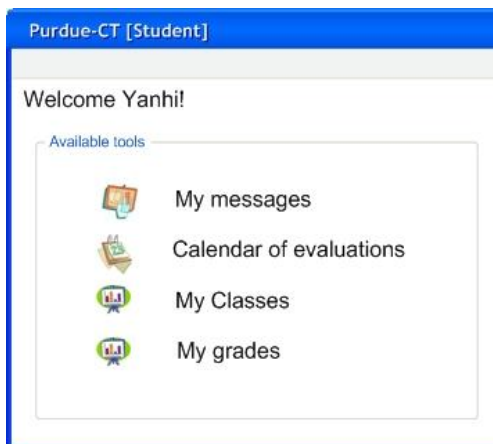 Purdue-CT [Student]
Welcome Yanhi!
Available tools
My messages
Calendar of evaluations
My Classes
My grades